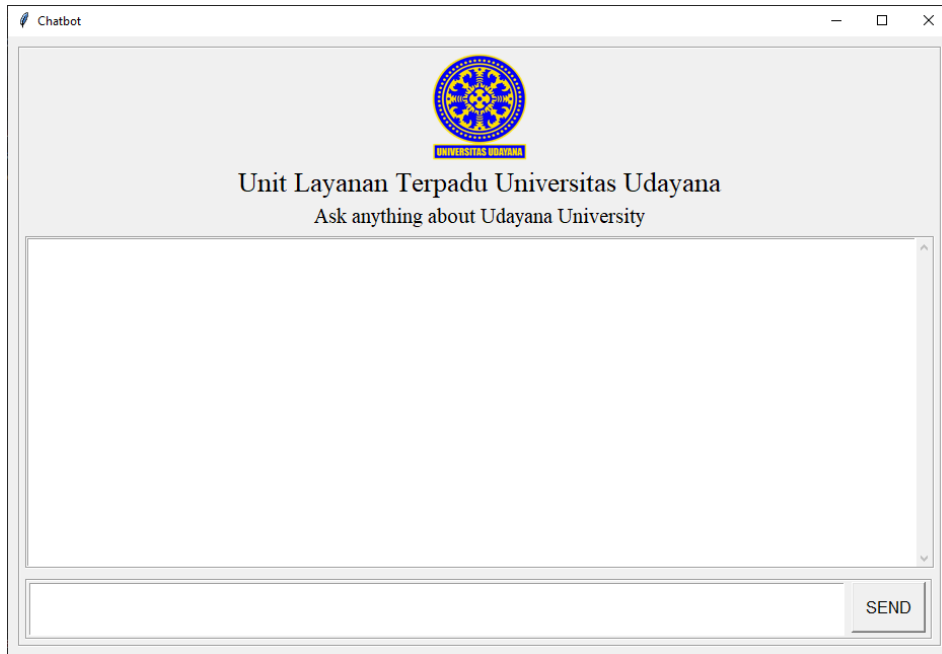 Chatbot
UNIVERSITAS UDAYANA
Unit Layanan Terpadu Universitas Udayana
Ask anything about Udayana University
SEND